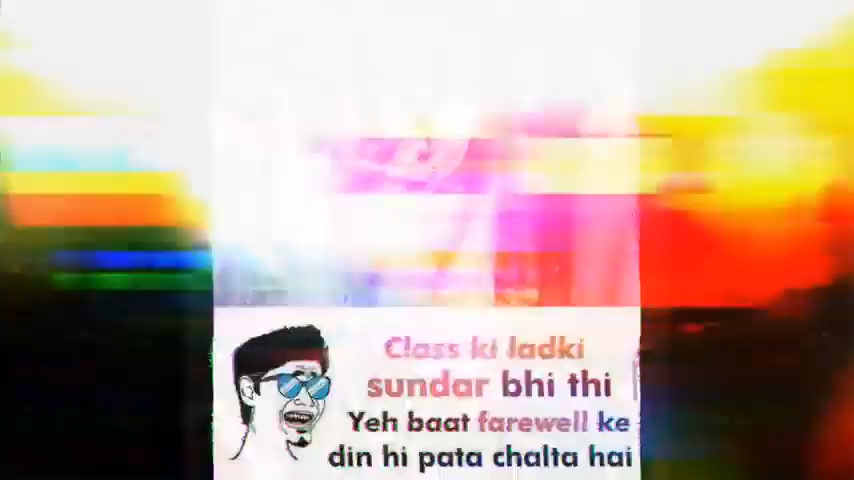 Class ki ladki
sundar bhi thi
Yeh baat farewell ke
din hi pata chalta hai